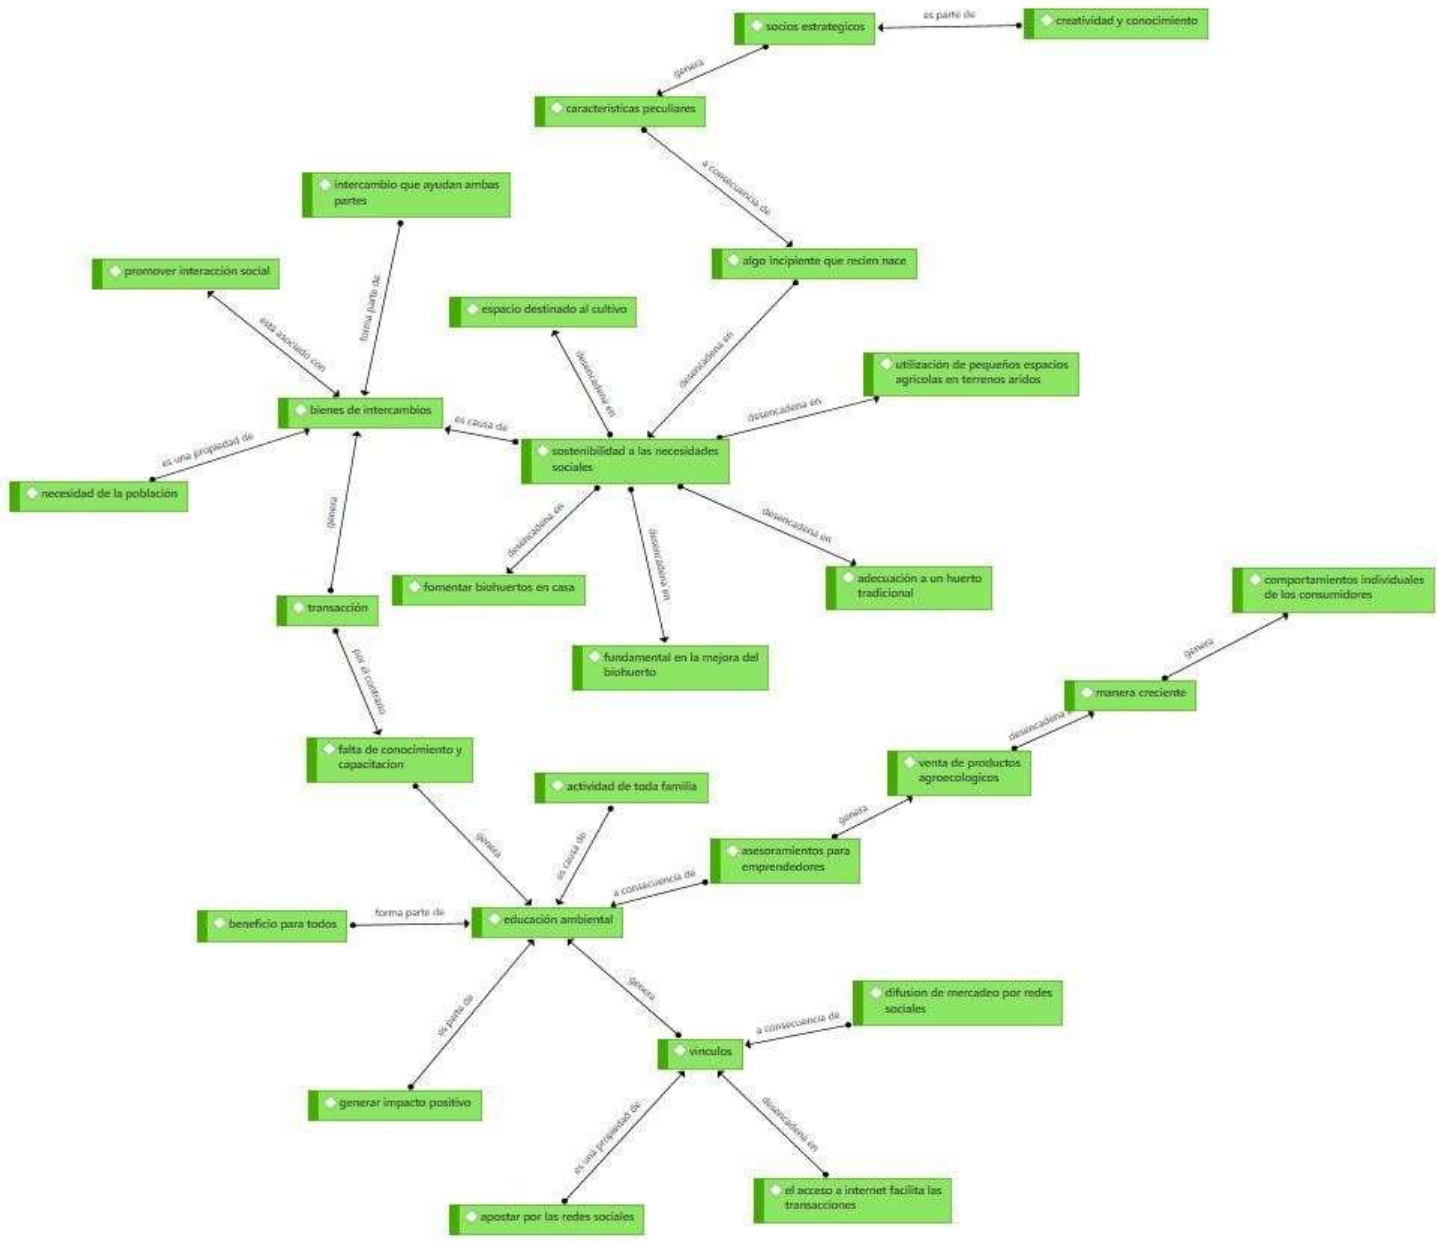 es parte de
socios estrategicos
creatividad y conocimiento
genera
caracteristicas peculiares
a consecuencia de
intercambio que ayudan ambas
partes
algo incipiente que recien nace
promover interacción social
forma parte de
espacio destinado al cultivo
está asociado con
desencadena en
desencadena en
utilización de pequeños espacios
agricolas en terrenos aridos
bienes de intercambios
desencadena en
es causa de
es una propiedad de
sostenibilidad a las necesidades
sociales
necesidad de la población
genera
desencadena en
desencadena en
desencadena en
fomentar biohuertos en casa
adecuación a un huerto
tradicional
comportamientos individuales
de los consumidores
transacción
genera
por el contrario
fundamental en la mejora del
biohuerto
manera creciente
desencadena
falta de conocimiento y
capacitacion
venta de productos
agroecologicos
actividad de toda familia
genera
genera
es causa de
asesoramientos para
emprendedores
a consecuencia de
beneficio para todos
forma parte de
educación ambiental
genera
es parte de
difusion de mercadeo por redes
sociales
a consecuencia de
vinculos
generar impacto positivo
es una propiedad de
desencadena en
el acceso a internet facilita las
transacciones
apostar por las redes sociales